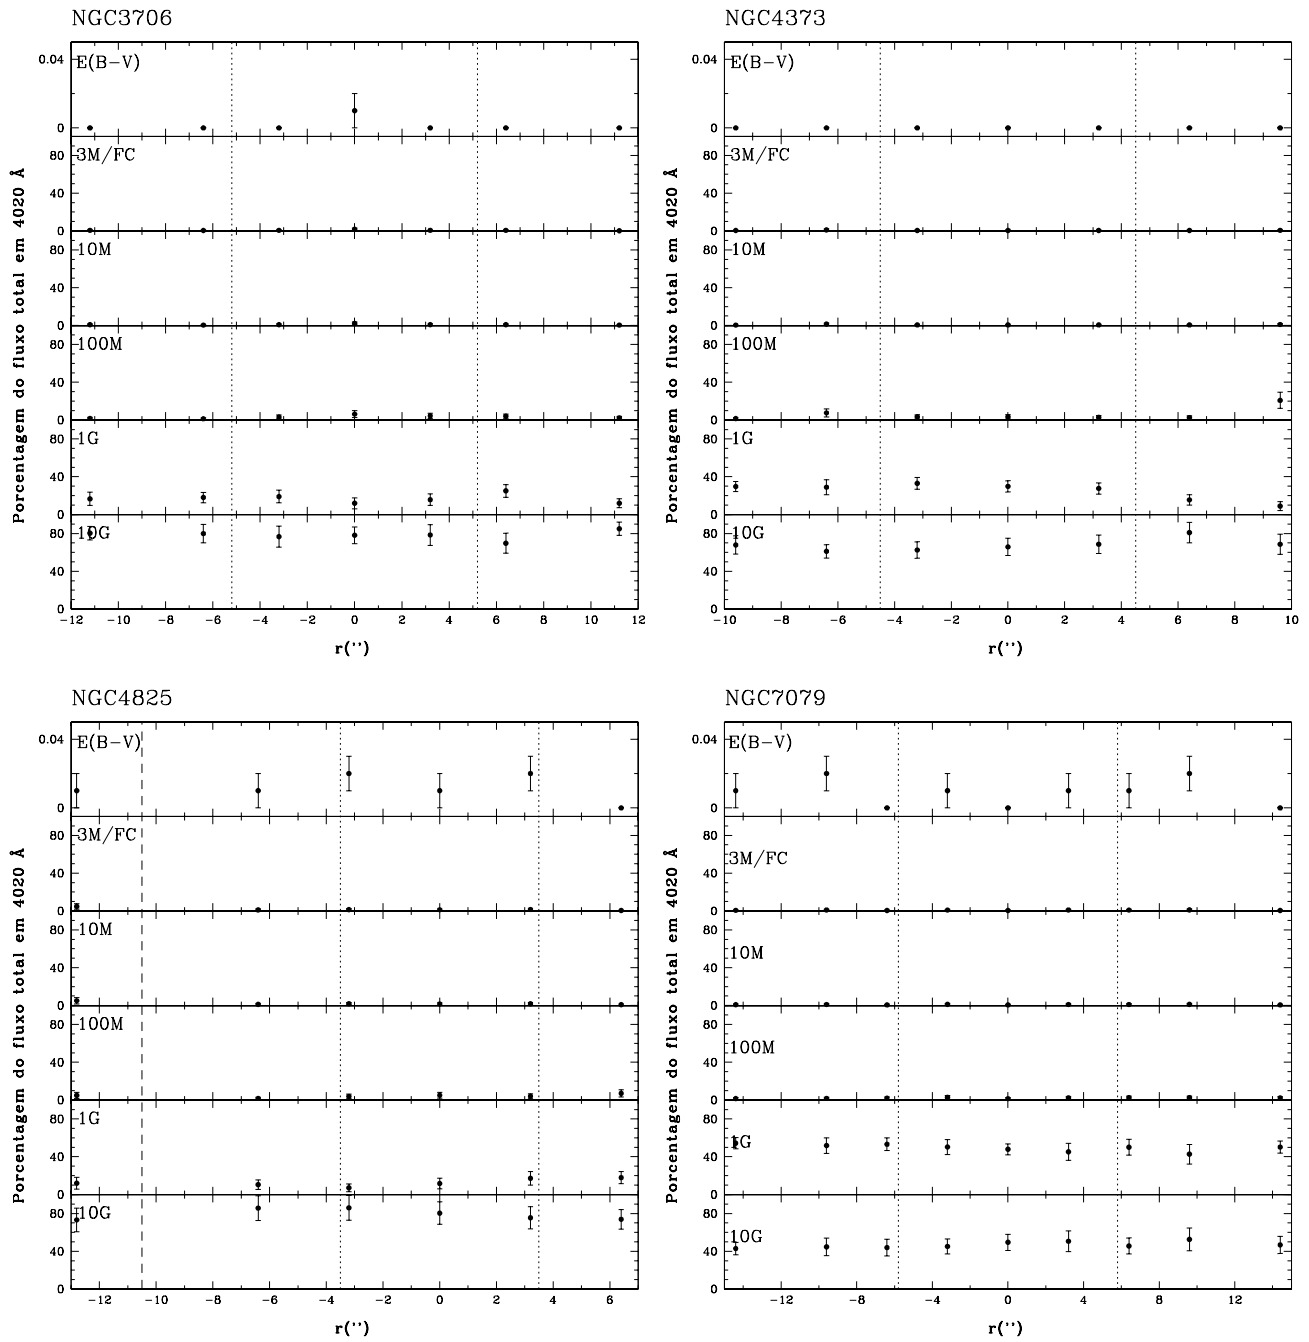 NGC3706
E(B−V)
0.04
0
3M/FC
80
40
0
10M
80
40
0
100M
80
40
0
1G
80
40
0
10G
80
40
0
−12 −10 −8 −6 −4 −2 0 2 4 6 8 10 12
r(’’)
Porcentagem do fluxo total em 4020 Å
NGC4373
E(B−V)
0.04
0
3M/FC
80
40
0
10M
80
40
0
100M
80
40
0
1G
80
40
0
10G
80
40
0
−10 −8 −6 −4 −2 0 2 4 6 8 10
r(’’)
Porcentagem do fluxo total em 4020 Å
NGC4825
E(B−V)
0.04
0
3M/FC
80
40
0
10M
80
40
0
100M
80
40
0
1G
80
40
0
10G
80
40
0
−12 −10 −8 −6 −4 −2 0 2 4 6
r(’’)
Porcentagem do fluxo total em 4020 Å
NGC7079
E(B−V)
0.04
0
3M/FC
80
40
0
10M
80
40
0
100M
80
40
0
1G
80
40
0
10G
80
40
0
−12 −8 −4 0 4 8 12
r(’’)
Porcentagem do fluxo total em 4020 Å